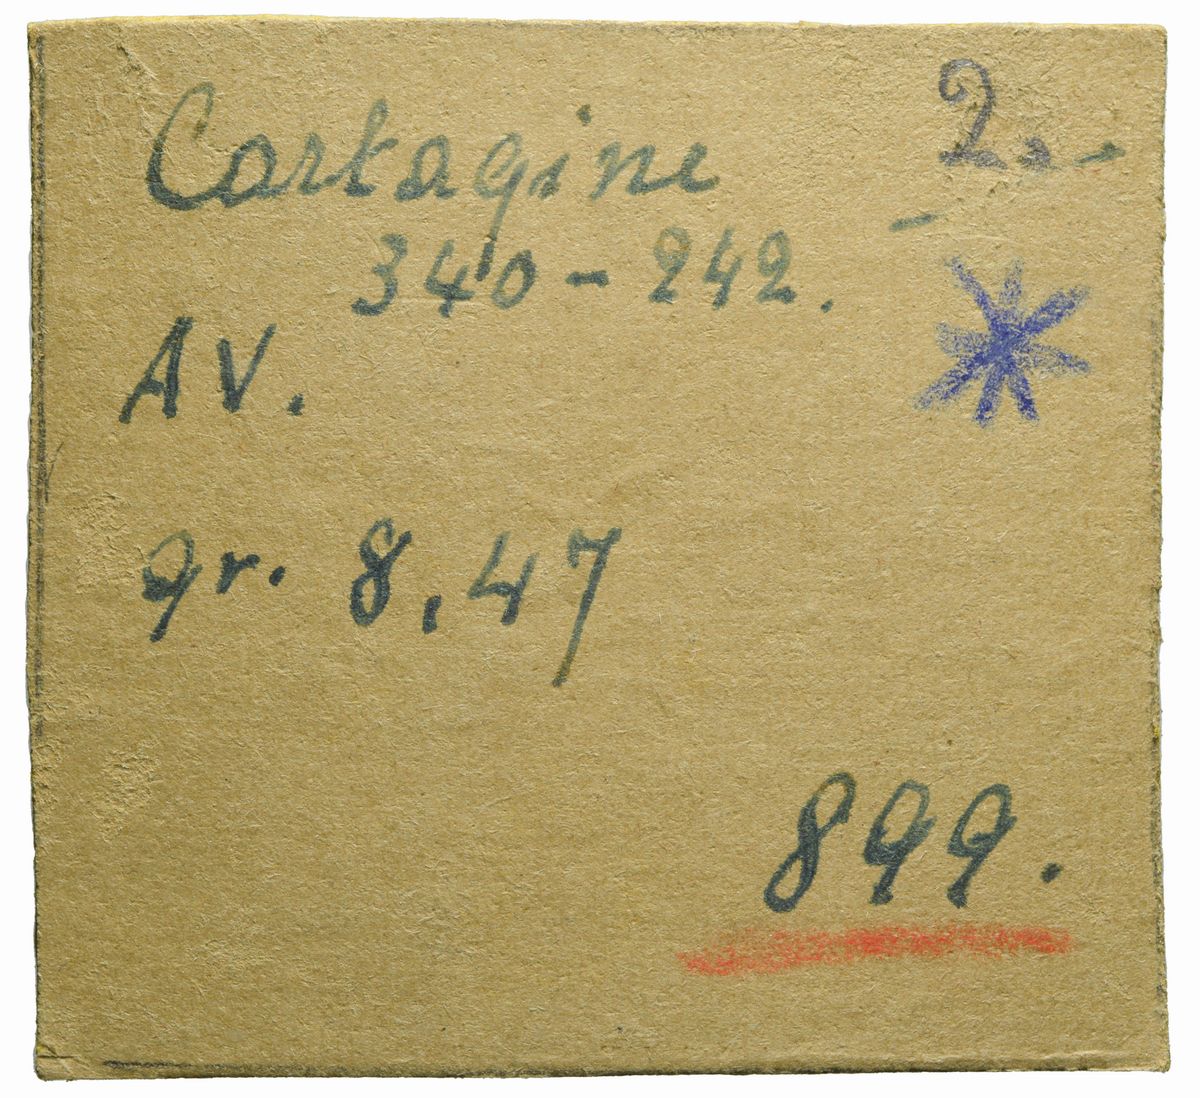 Cartagine 2.-
340 - 242.
AV.
gr. 8,47
899.